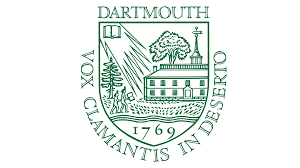 DARTMOUTH
VOX CLAMANTIS IN DESERTO
1769